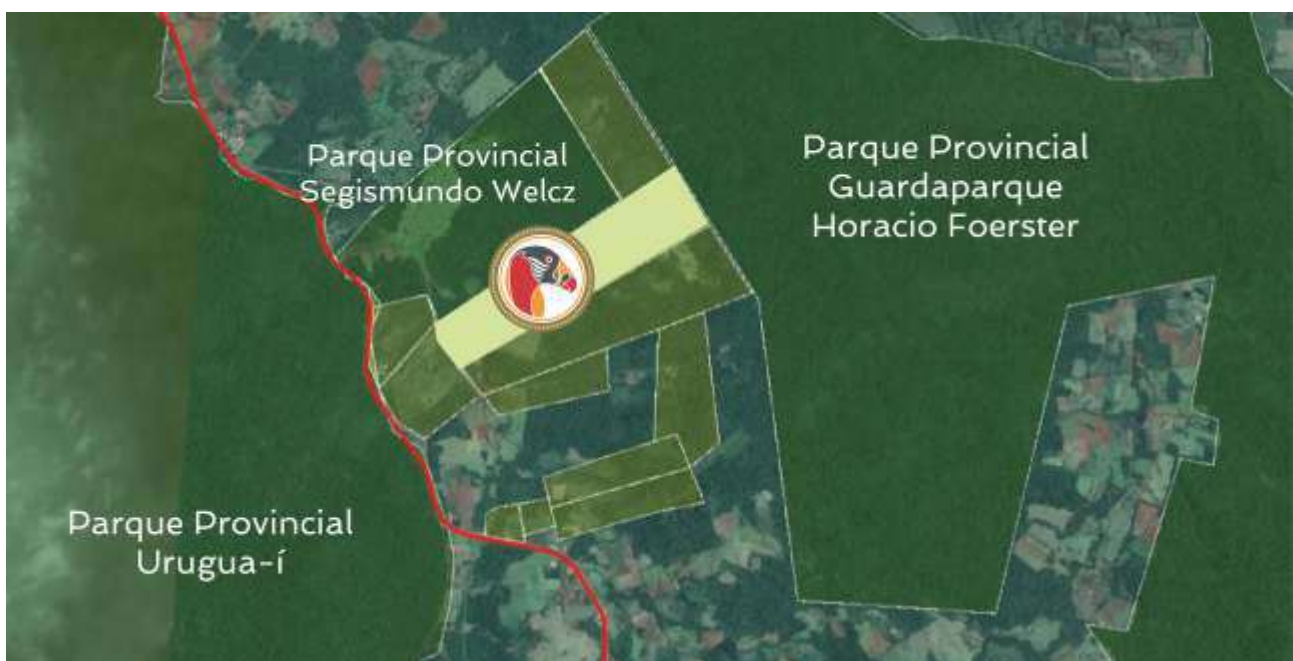 Parque Provincial
Segismundo Welcz
Parque Provincial
Guardaparque
Horacio Foerster
Parque Provincial
Urugua-í